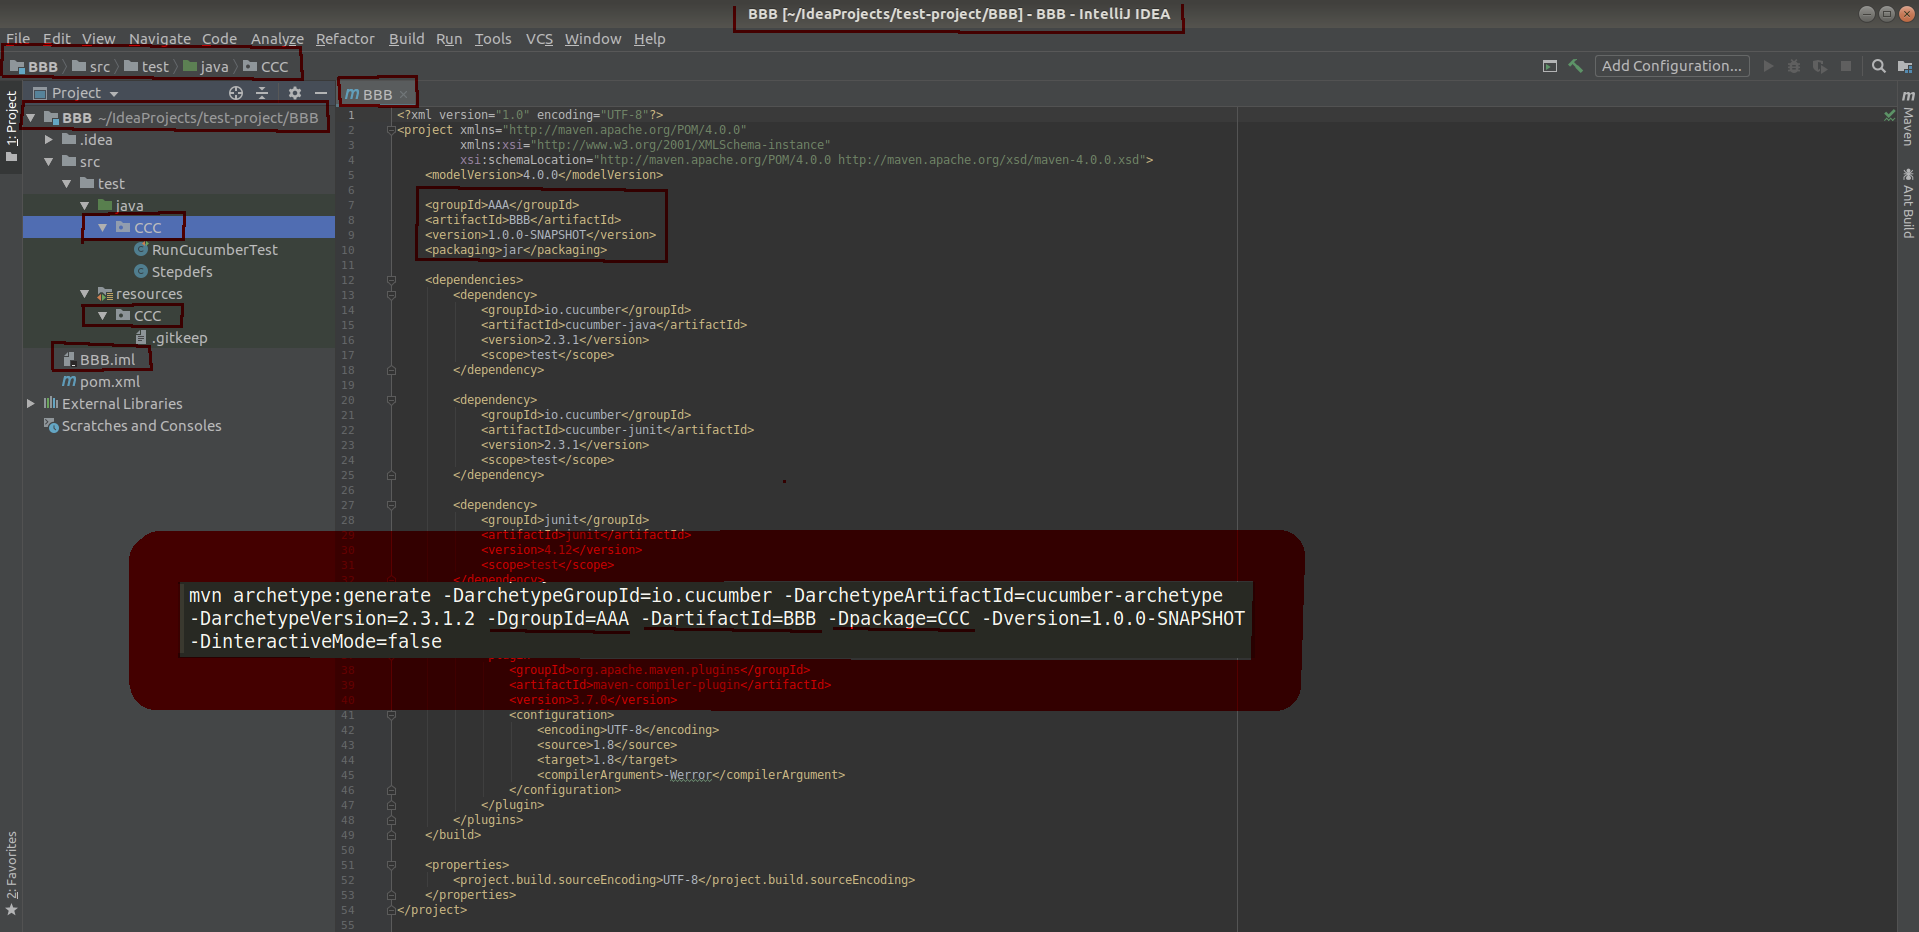 BBB [~/IdeaProjects/test-project/BBB] - BBB - IntelliJ IDEA
File Edit View Navigate Code Analyze Refactor Build Run Tools VCS Window Help
BBB src test java CCC
Add Configuration...
Project
BBB ~/IdeaProjects/test-project/BBB
.idea
src
test
java
CCC
RunCucumberTest
Stepdefs
resources
CCC
.gitkeep
BBB.iml
pom.xml
External Libraries
Scratches and Consoles
1: Project
2: Favorites
m BBB
1 <?xml version="1.0" encoding="UTF-8"?>
2 <project xmlns="http://maven.apache.org/POM/4.0.0"
3 xmlns:xsi="http://www.w3.org/2001/XMLSchema-instance"
4 xsi:schemaLocation="http://maven.apache.org/POM/4.0.0 http://maven.apache.org/xsd/maven-4.0.0.xsd">
5 <modelVersion>4.0.0</modelVersion>
6
7 <groupId>AAA</groupId>
8 <artifactId>BBB</artifactId>
9 <version>1.0.0-SNAPSHOT</version>
10 <packaging>jar</packaging>
11
12 <dependencies>
13 <dependency>
14 <groupId>io.cucumber</groupId>
15 <artifactId>cucumber-java</artifactId>
16 <version>2.3.1</version>
17 <scope>test</scope>
18 </dependency>
19
20 <dependency>
21 <groupId>io.cucumber</groupId>
22 <artifactId>cucumber-junit</artifactId>
23 <version>2.3.1</version>
24 <scope>test</scope>
25 </dependency>
26
27 <dependency>
28 <groupId>junit</groupId>
29 <artifactId>junit</artifactId>
30 <version>4.12</version>
31 <scope>test</scope>
32 </dependency>
mvn archetype:generate -DarchetypeGroupId=io.cucumber -DarchetypeArtifactId=cucumber-archetype
-DarchetypeVersion=2.3.1.2 -DgroupId=AAA -DartifactId=BBB -Dpackage=CCC -Dversion=1.0.0-SNAPSHOT
-DinteractiveMode=false
38 <groupId>org.apache.maven.plugins</groupId>
39 <artifactId>maven-compiler-plugin</artifactId>
40 <version>3.7.0</version>
41 <configuration>
42 <encoding>UTF-8</encoding>
43 <source>1.8</source>
44 <target>1.8</target>
45 <compilerArgument>-Werror</compilerArgument>
46 </configuration>
47 </plugin>
48 </plugins>
49 </build>
50
51 <properties>
52 <project.build.sourceEncoding>UTF-8</project.build.sourceEncoding>
53 </properties>
54 </project>
55
m Maven
Ant Build